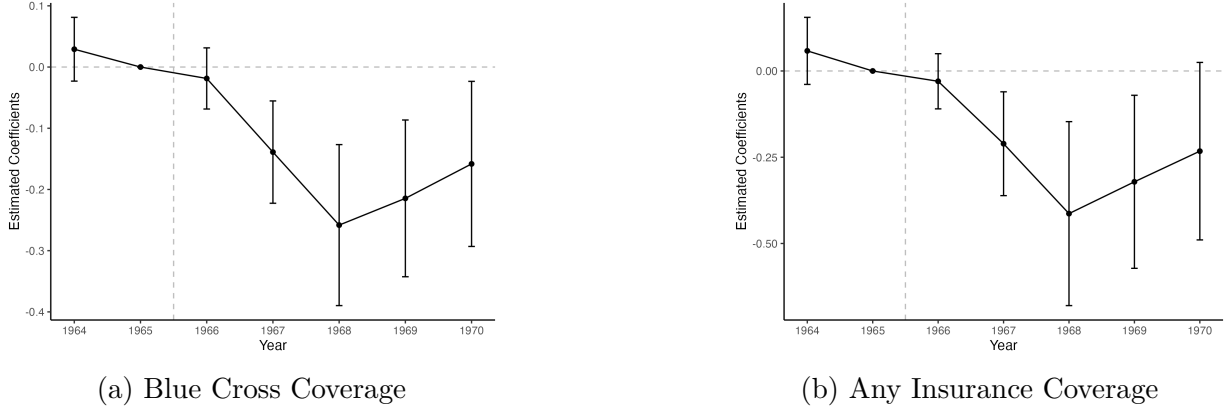 0.1
0.0
-0.1
-0.2
-0.3
-0.4
Estimated Coefficients
1964 1965 1966 1967 1968 1969 1970
Year
(a) Blue Cross Coverage
0.00
-0.25
-0.50
Estimated Coefficients
1964 1965 1966 1967 1968 1969 1970
Year
(b) Any Insurance Coverage